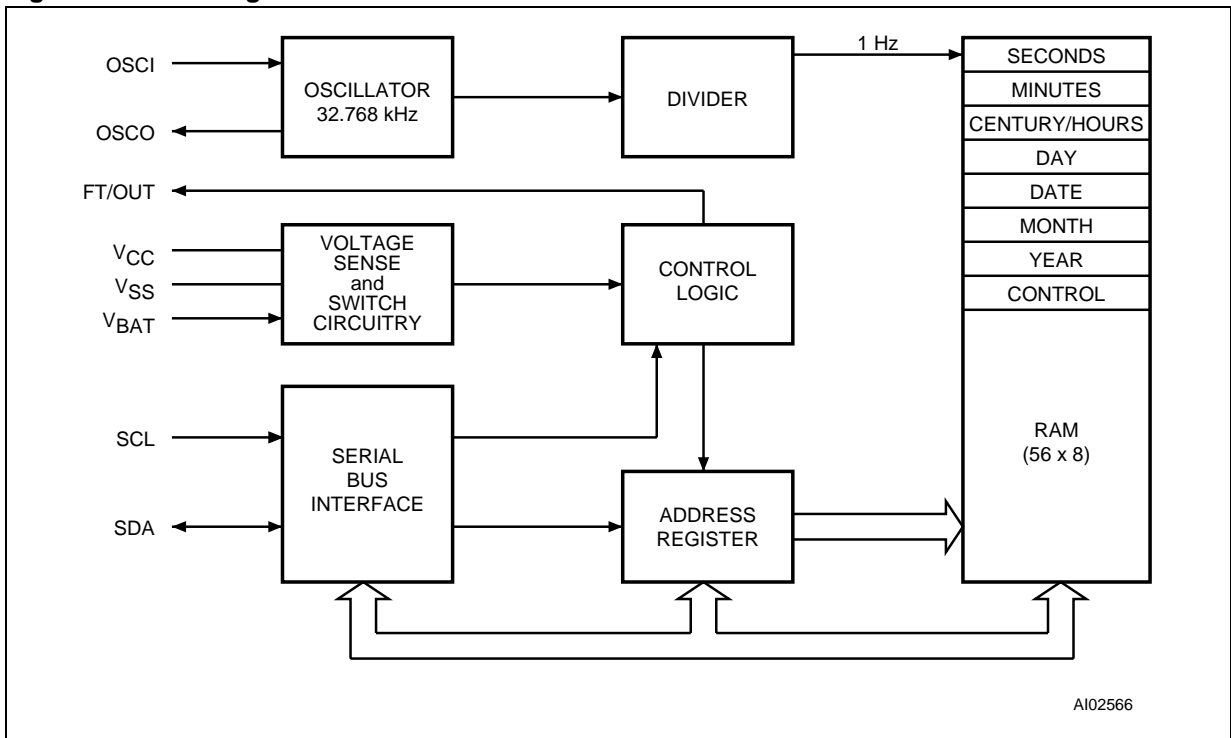 OSCI
OSCO
FT/OUT
VCC
VSS
VBAT
SCL
SDA
OSCILLATOR
32.768 kHz
DIVIDER
1 Hz
VOLTAGE
SENSE
and
SWITCH
CIRCUITRY
CONTROL
LOGIC
SERIAL
BUS
INTERFACE
ADDRESS
REGISTER
SECONDS
MINUTES
CENTURY/HOURS
DAY
DATE
MONTH
YEAR
CONTROL
RAM
(56 x 8)
AI02566